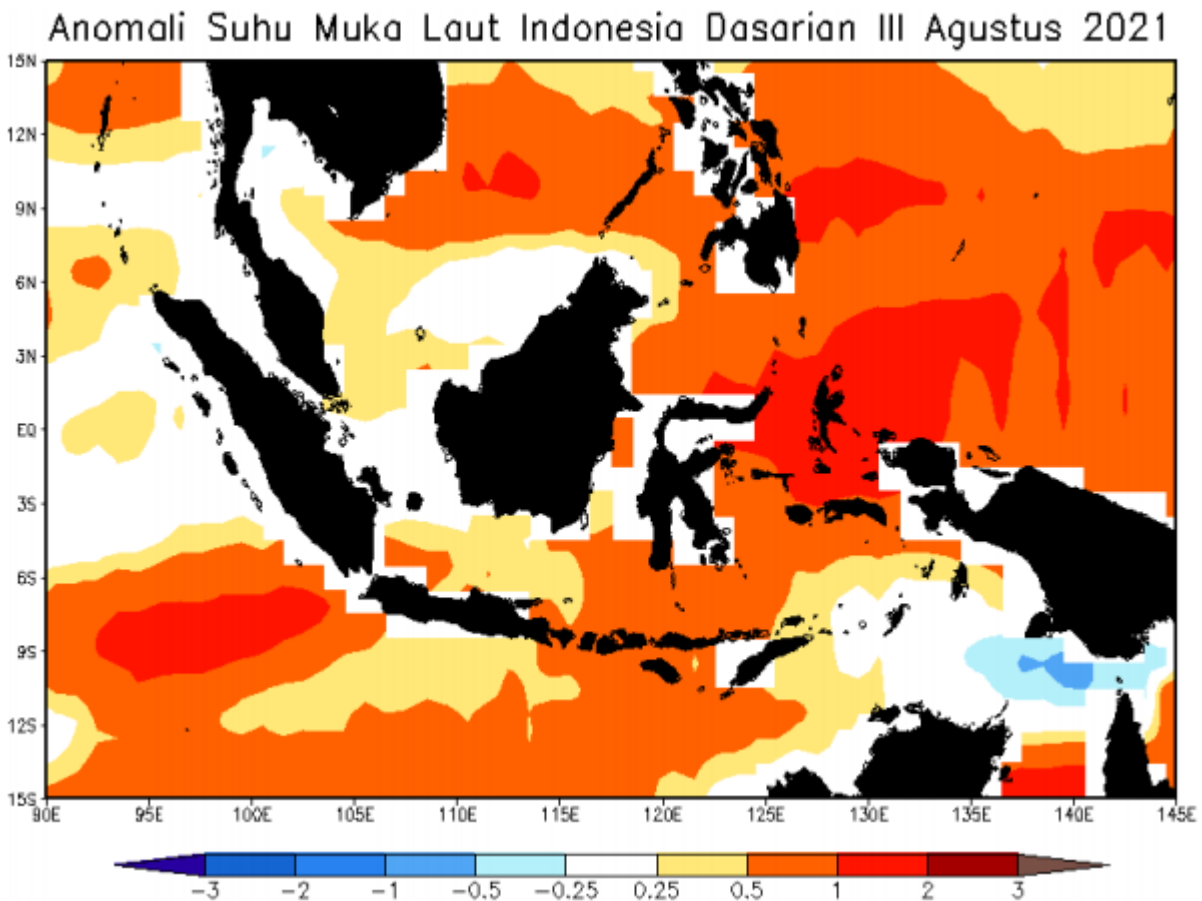 Anomali Suhu Muka Laut Indonesia Dasarian III Agustus 2021
15N
12N
9N
6N
3N
EQ
3S
6S
9S
12S
15S
90E 95E 100E 105E 110E 115E 120E 125E 130E 135E 140E 145E
-3 -2 -1 -0.5 -0.25 0.25 0.5 1 2 3